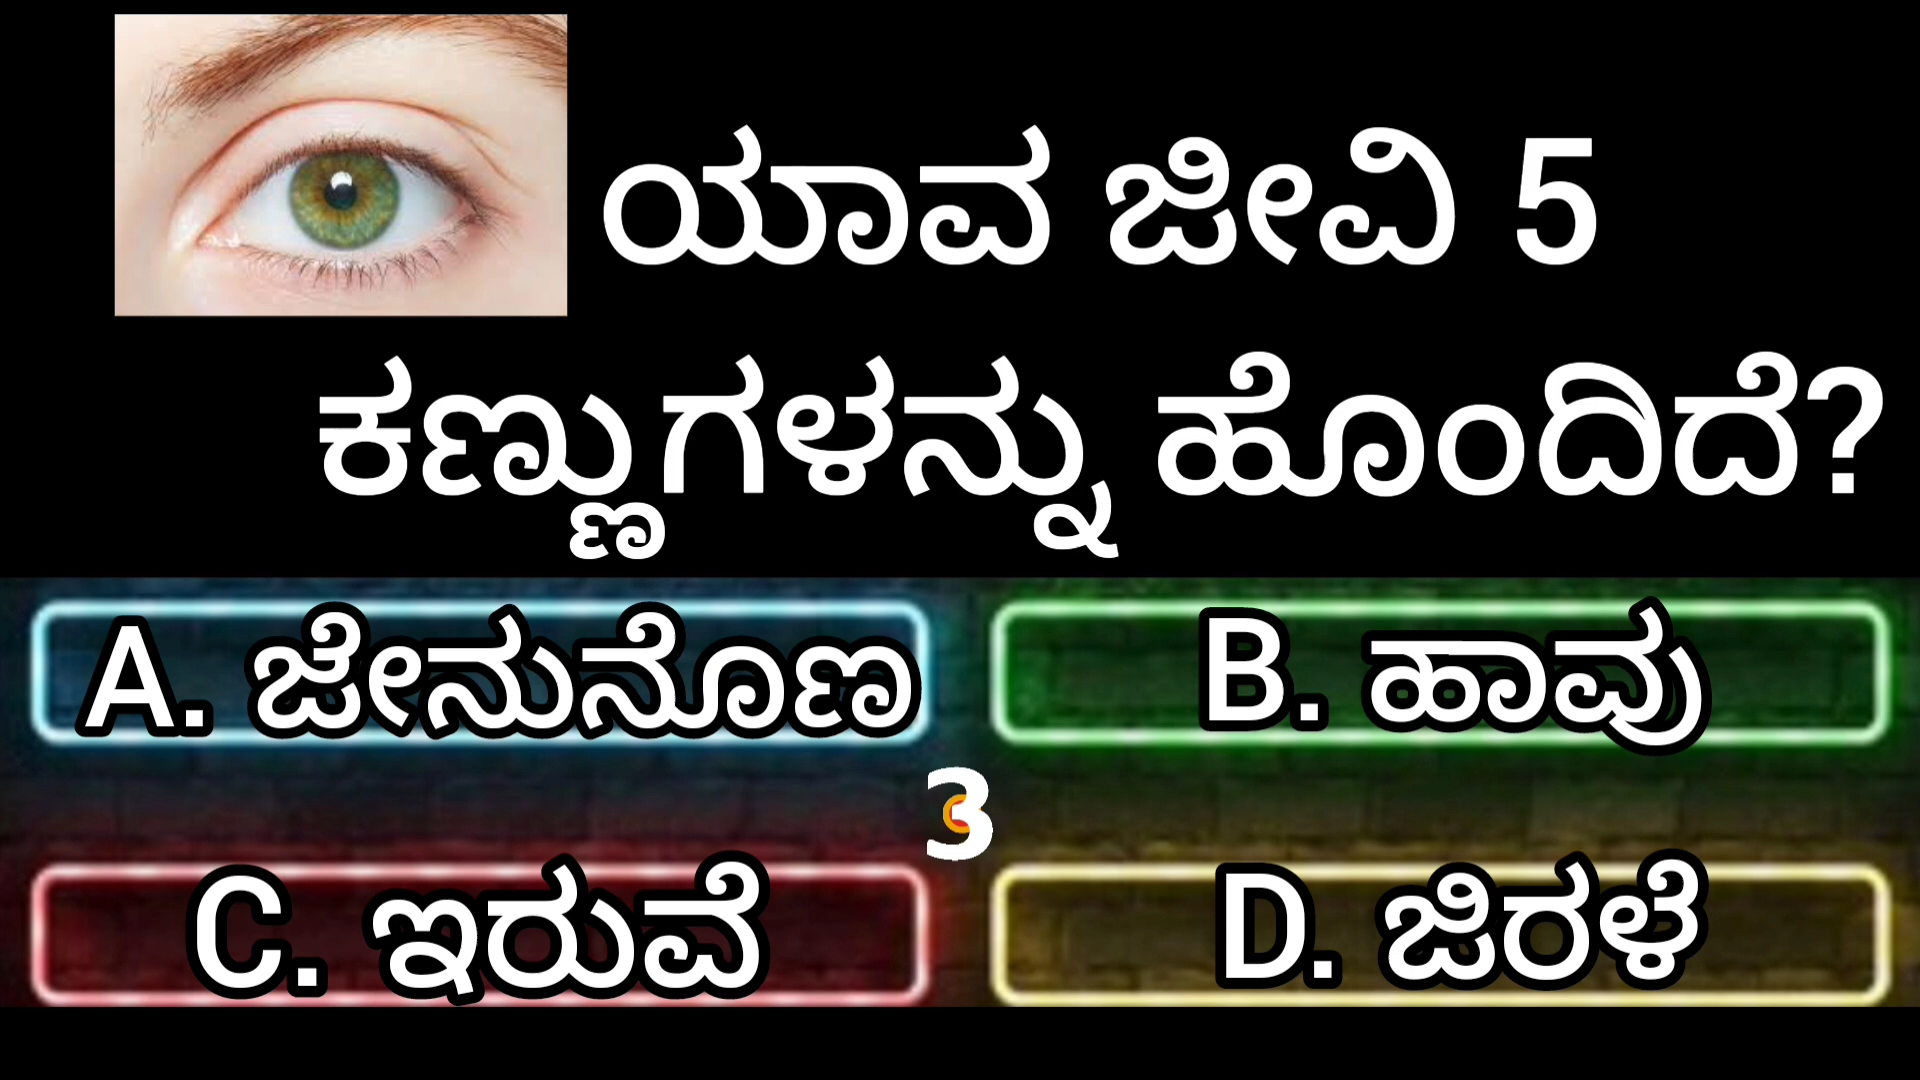 ಯಾವ ಜೀವಿ 5
ಕಣ್ಣುಗಳನ್ನು ಹೊಂದಿದೆ?
A. ಜೇನುನೊಣ
B. ಹಾವು
3
C. ಇರುವೆ
D. ಜಿರಳೆ